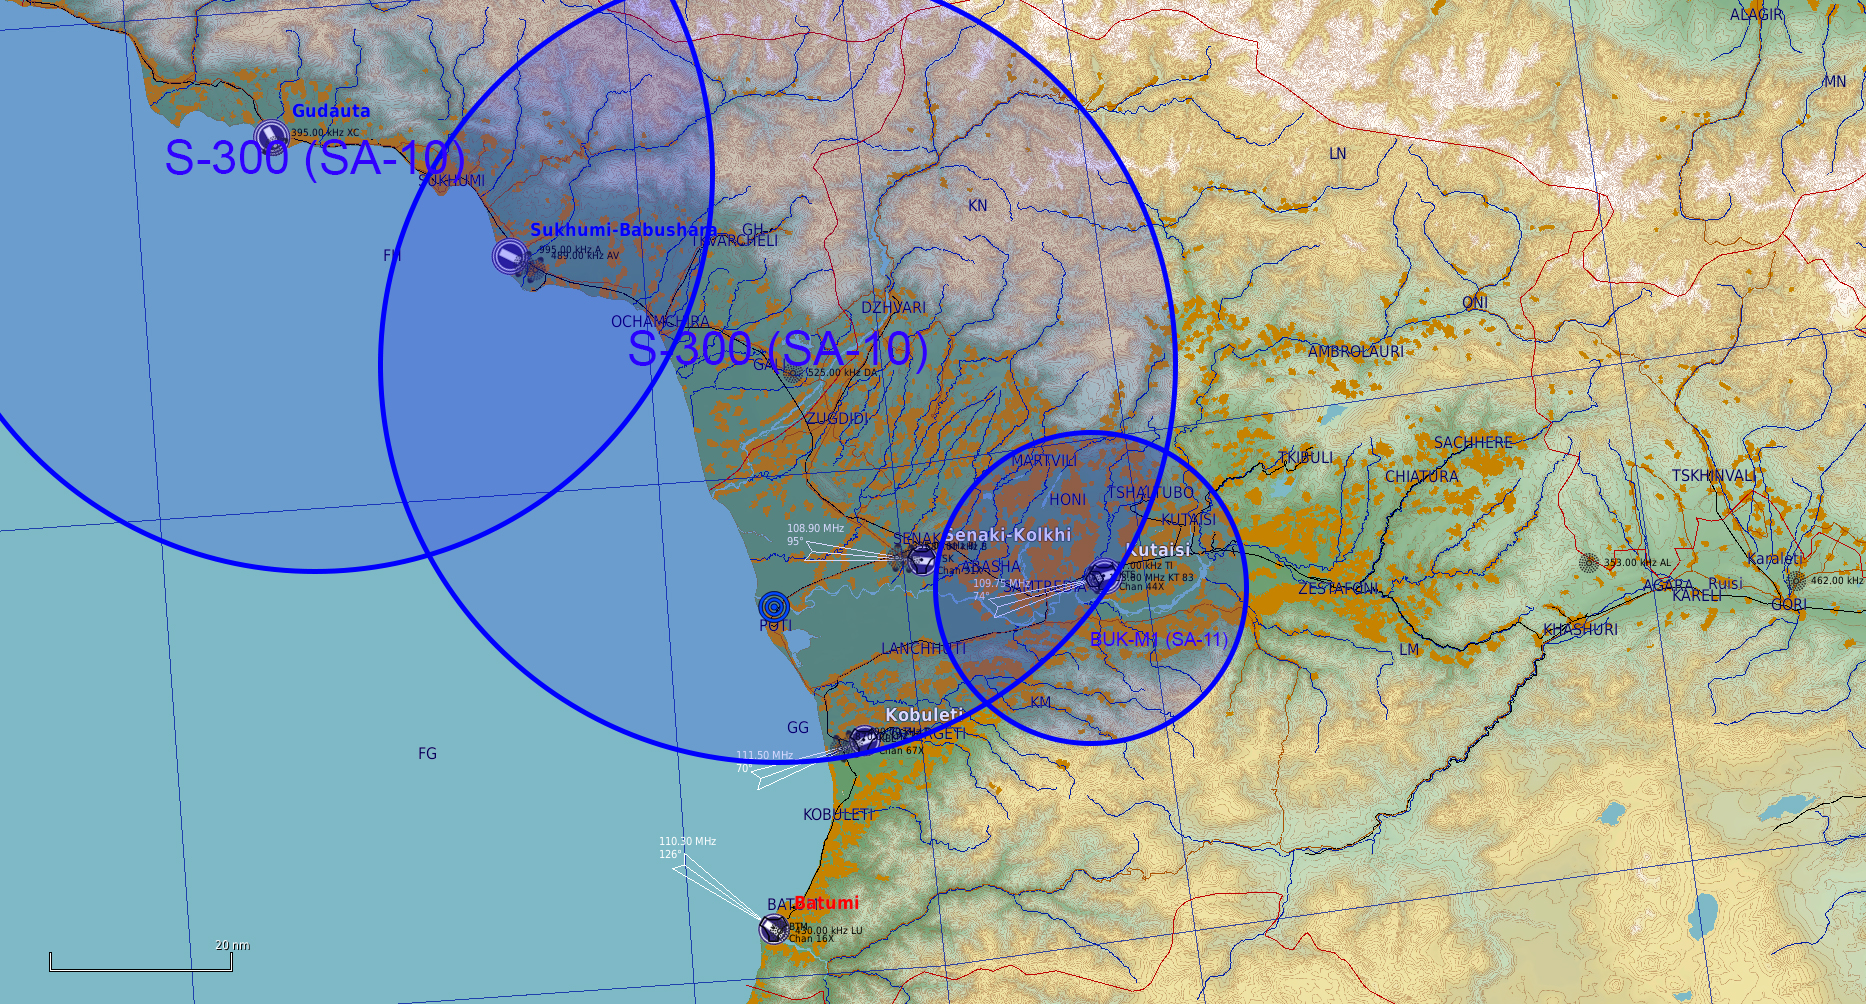 ALAGIR
MN
Gudauta
395.00 kHz XC
S-300 (SA-10)
LN
SUKHUMI
KN
Sukhumi-Babushara
GH
TKVARCHELI
995.00 kHz A
489.00 kHz AV
FH
ONI
DZHVARI
OCHAMCHIRA
S-300 (SA-10)
AMBROLAURI
GALI
525.00 kHz DA
ZUGDIDI
SACHHERE
MARTVILI
TKIBULI
CHIATURA
TSKHINVALI
HONI
TSHALTUBO
KUTAISI
108.90 MHz
95°
Senaki-Kolkhi
Kutaisi
Karaleti
ABASHA
353.00 kHz AL
109.75 MHz
74°
SAMTREDIA
KT 83
Chan 44X
462.00 kHz
ZESTAFONI
AGARA
Ruisi
KARELI
GORI
POTI
KHASHURI
BUK-M1 (SA-11)
LANCHHUTI
LM
KM
Kobuleti
GG
Chan 67X
111.50 MHz
70°
FG
KOBULETI
110.30 MHz
126°
Batumi
430.00 kHz LU
Chan 16X
20 nm